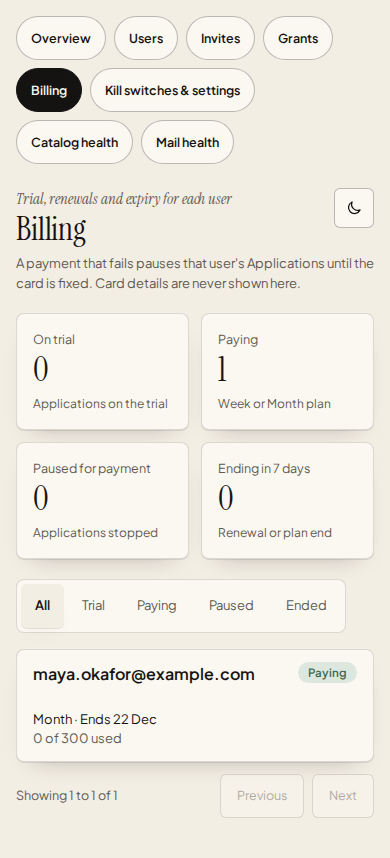 Overview Users Invites Grants
Billing Kill switches & settings
Catalog health Mail health
Trial, renewals and expiry for each user
Billing
A payment that fails pauses that user's Applications until the
card is fixed. Card details are never shown here.
On trial
0
Applications on the trial
Paying
1
Week or Month plan
Paused for payment
0
Applications stopped
Ending in 7 days
0
Renewal or plan end
All Trial Paying Paused Ended
maya.okafor@example.com Paying
Month · Ends 22 Dec
0 of 300 used
Showing 1 to 1 of 1 Previous Next